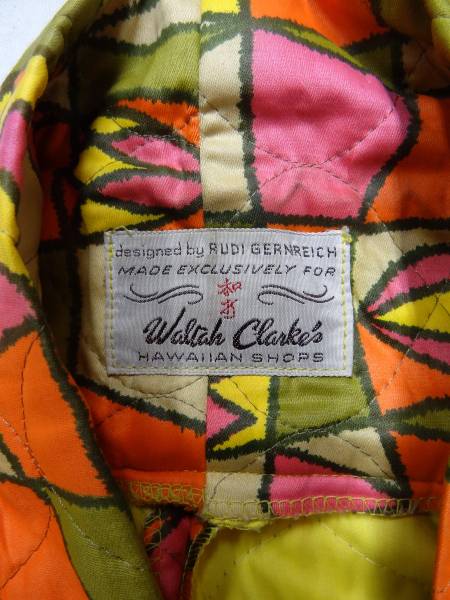 designed by RUDI GERNREICH
MADE EXCLUSIVELY FOR
Waltah Clarke's
HAWAIIAN SHOPS